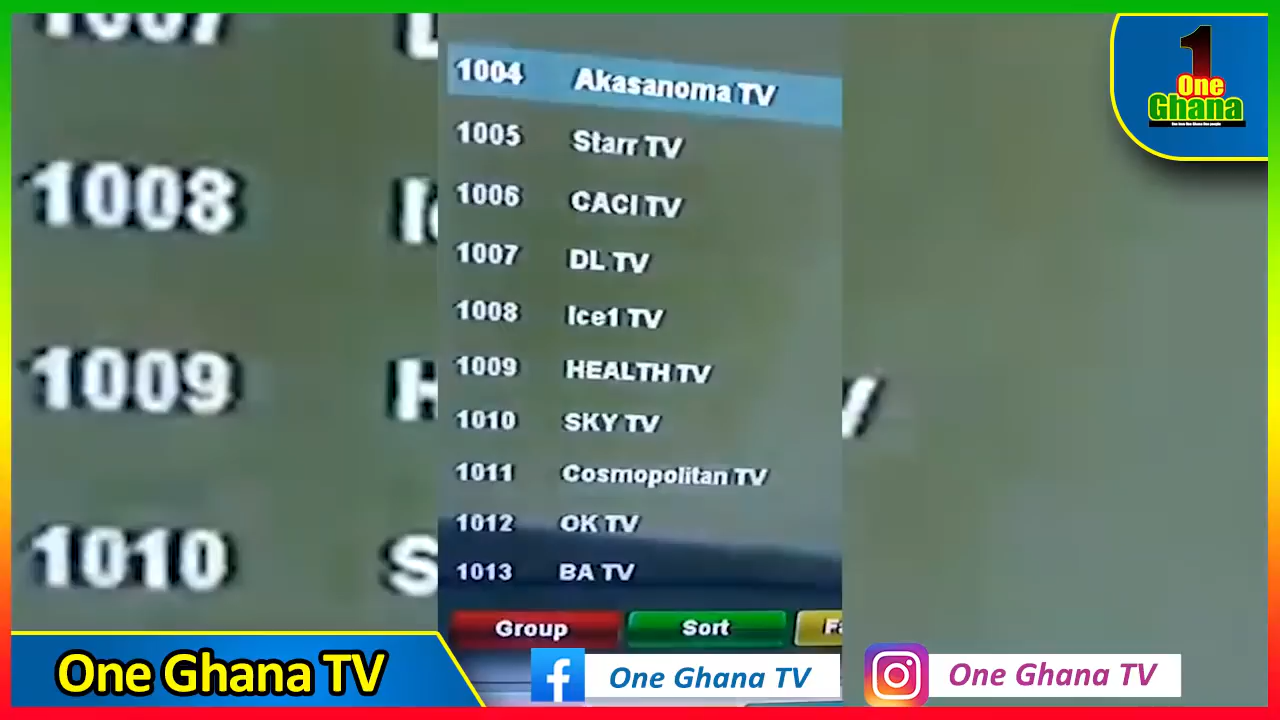 1007
1008
1009
1010
1004 Akasanoma TV
1005 Starr TV
1006 CACI TV
1007 DL TV
1008 Ice1 TV
1009 HEALTH TV
1010 SKY TV
1011 Cosmopolitan TV
1012 OK TV
1013 BA TV
Group Sort
1
One
Ghana
One Ghana TV
One Ghana TV
One Ghana TV